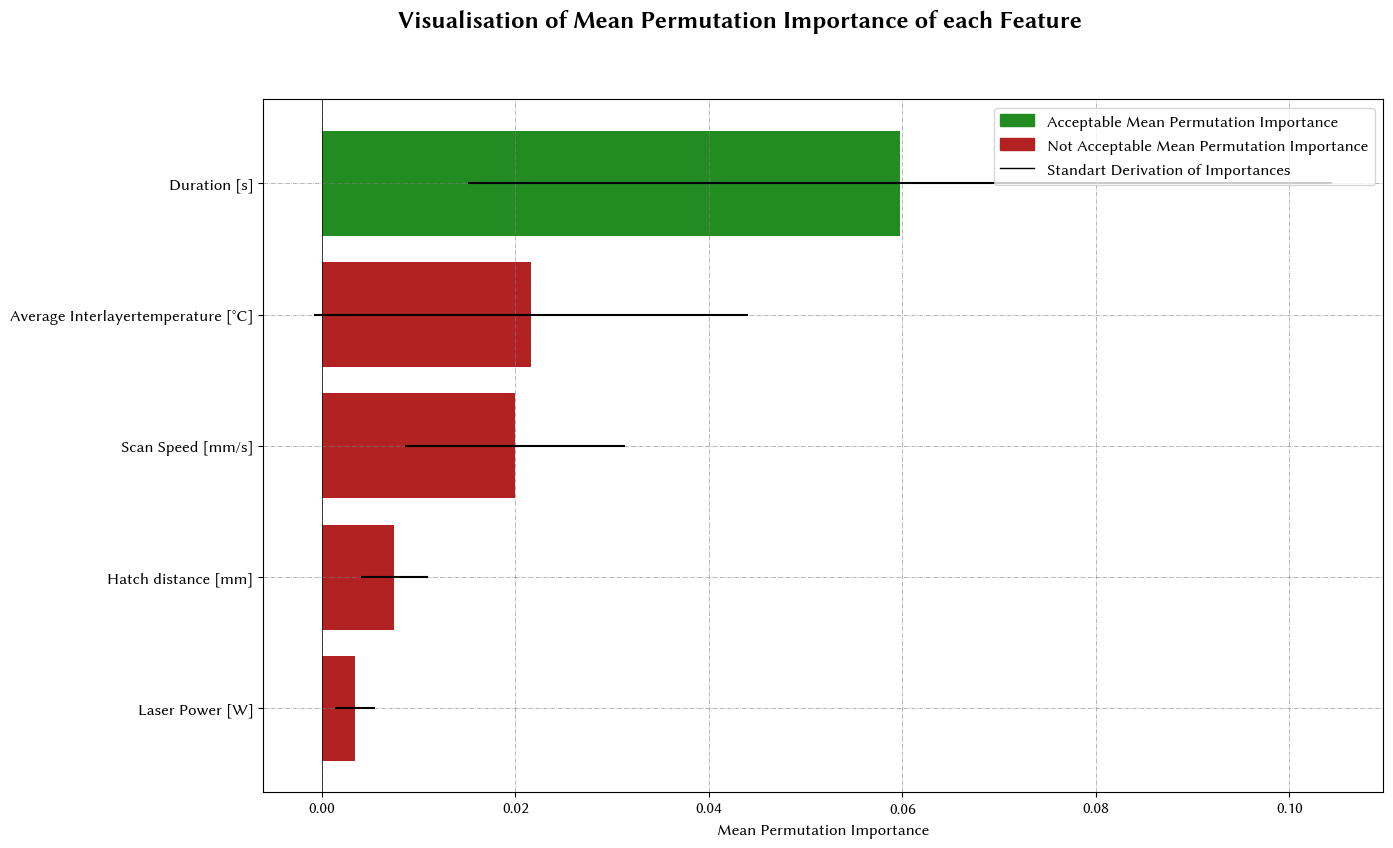 Visualisation of Mean Permutation Importance of each Feature
Acceptable Mean Permutation Importance
Not Acceptable Mean Permutation Importance
Standart Derivation of Importances
Duration [s]
Average Interlayertemperature [°C]
Scan Speed [mm/s]
Hatch distance [mm]
Laser Power [W]
0.00 0.02 0.04 0.06 0.08 0.10
Mean Permutation Importance